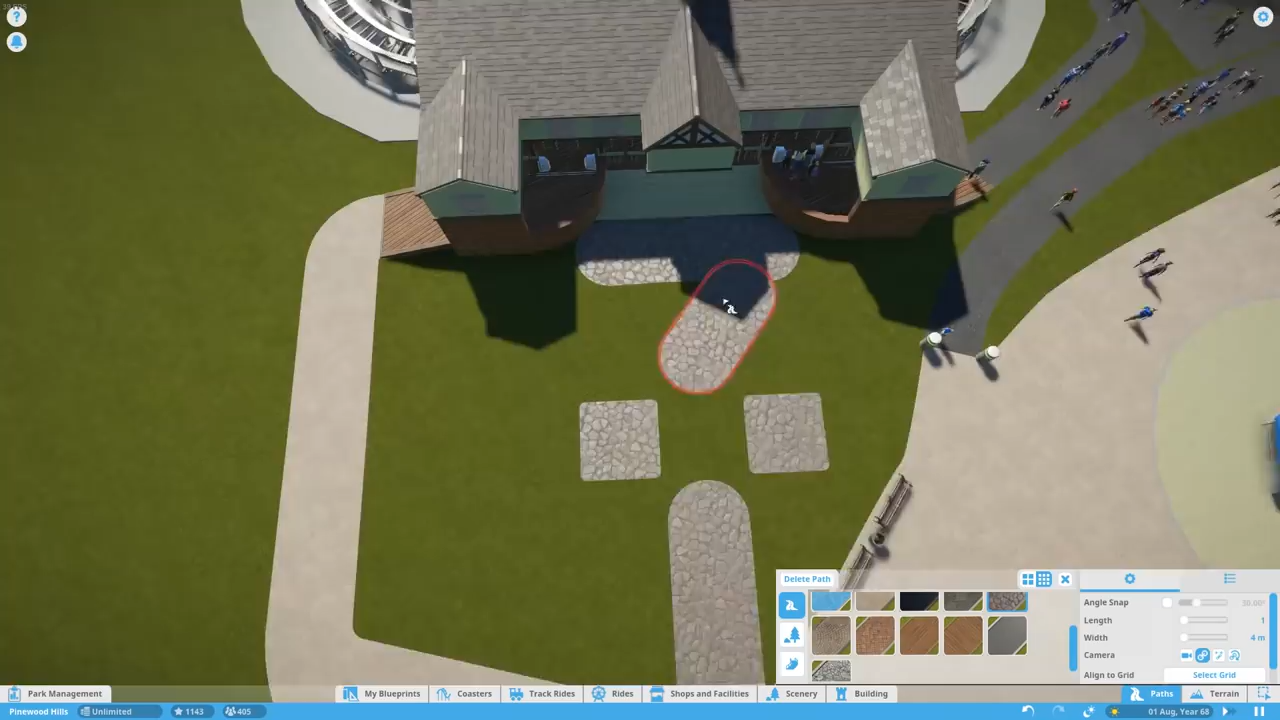 ?
Delete Path
Angle Snap 30.00°
Length 1
Width 4 m
Camera
Align to Grid Select Grid
Park Management My Blueprints Coasters Track Rides Rides Shops and Facilities Scenery Building Paths Terrain
Pinewood Hills Unlimited 1143 405 01 Aug, Year 68